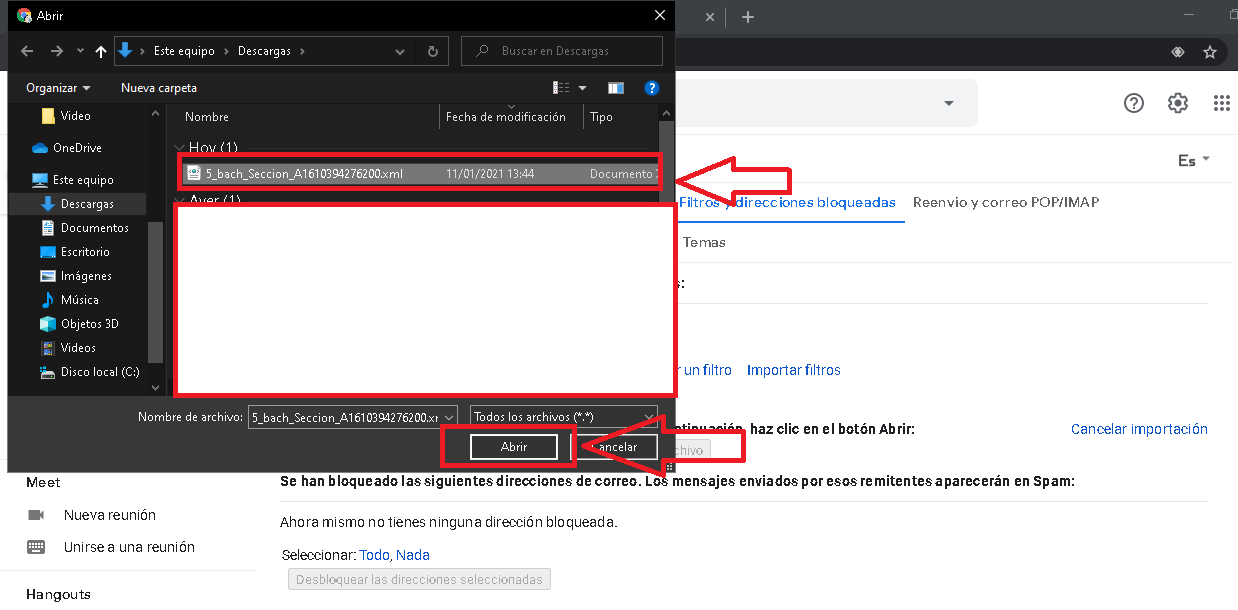 Abrir
Este equipo
Descargas
Buscar en Descargas
Organizar
Nueva carpeta
Video
OneDrive
Este equipo
Descargas
Documentos
Escritorio
Imágenes
Música
Objetos 3D
Videos
Disco local (C:)
Nombre
Fecha de modificación
Tipo
Hoy (1)
5_bach_Seccion_A1610394276200.xml
11/01/2021 13:44
Documento
Ayer (1)
Nombre de archivo:
5_bach_Seccion_A1610394276200.xr
Todos los archivos (*.*)
Abrir
Cancelar
Es
Filtros y direcciones bloqueadas
Reenvío y correo POP/IMAP
Temas
s:
r un filtro
Importar filtros
tinuación, haz clic en el botón Abrir:
Cancelar importación
chivo
Se han bloqueado las siguientes direcciones de correo. Los mensajes enviados por esos remitentes aparecerán en Spam:
Ahora mismo no tienes ninguna dirección bloqueada.
Seleccionar: Todo, Nada
Desbloquear las direcciones seleccionadas
Meet
Nueva reunión
Unirse a una reunión
Hangouts